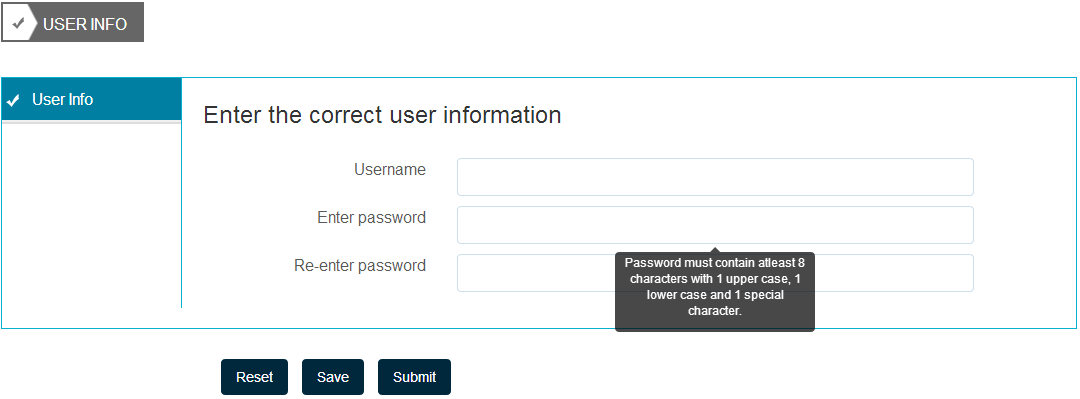 USER INFO
User Info
Enter the correct user information
Username
Enter password
Re-enter password
Password must contain atleast 8
characters with 1 upper case, 1
lower case and 1 special
character.
Reset Save Submit